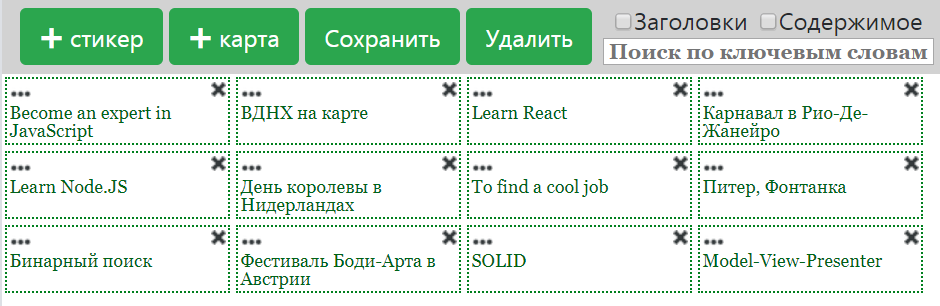 + стикер + карта Сохранить Удалить Заголовки Содержимое
Поиск по ключевым словам
... ... ... ...
Become an expert in
JavaScript
ВДНХ на карте
Learn React
Карнавал в Рио-Де-
Жанейро
... ... ... ...
Learn Node.JS
День королевы в
Нидерландах
To find a cool job
Питер, Фонтанка
... ... ... ...
Бинарный поиск
Фестиваль Боди-Арта в
Австрии
SOLID
Model-View-Presenter